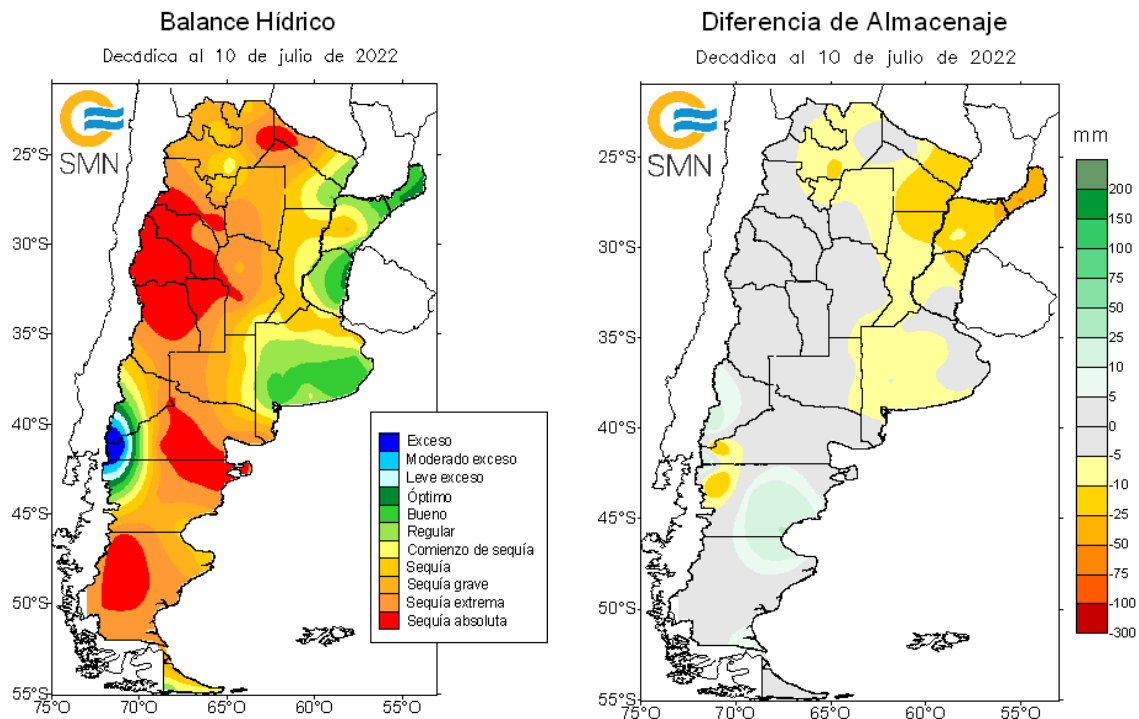 Balance Hídrico
Decádica al 10 de julio de 2022
SMN
25°S
30°S
35°S
40°S
45°S
50°S
55°S
75°O
70°O
65°O
60°O
55°O
Exceso
Moderado exceso
Leve exceso
Óptimo
Bueno
Regular
Comienzo de sequía
Sequía
Sequía grave
Sequía extrema
Sequía absoluta
Diferencia de Almacenaje
Decádica al 10 de julio de 2022
SMN
25°S
30°S
35°S
40°S
45°S
50°S
55°S
75°O
70°O
65°O
60°O
55°O
mm
200
150
100
75
50
25
10
5
0
-5
-10
-25
-50
-75
-100
-300